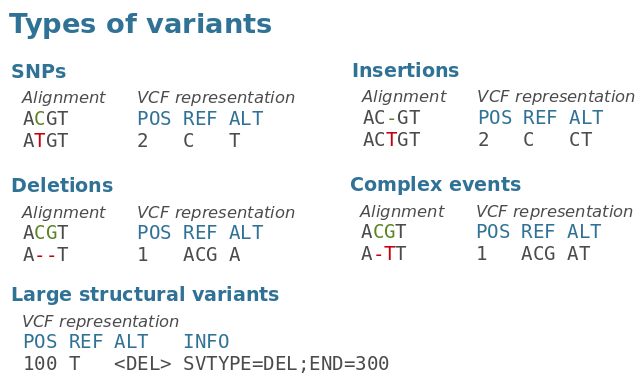 Types of variants
SNPs
Alignment VCF representation
ACGT POS REF ALT
ATGT 2 C T
Insertions
Alignment VCF representation
AC-GT POS REF ALT
ACTGT 2 C CT
Deletions
Alignment VCF representation
ACGT POS REF ALT
A--T 1 ACG A
Complex events
Alignment VCF representation
ACGT POS REF ALT
A-TT 1 ACG AT
Large structural variants
VCF representation
POS REF ALT INFO
100 T <DEL> SVTYPE=DEL;END=300